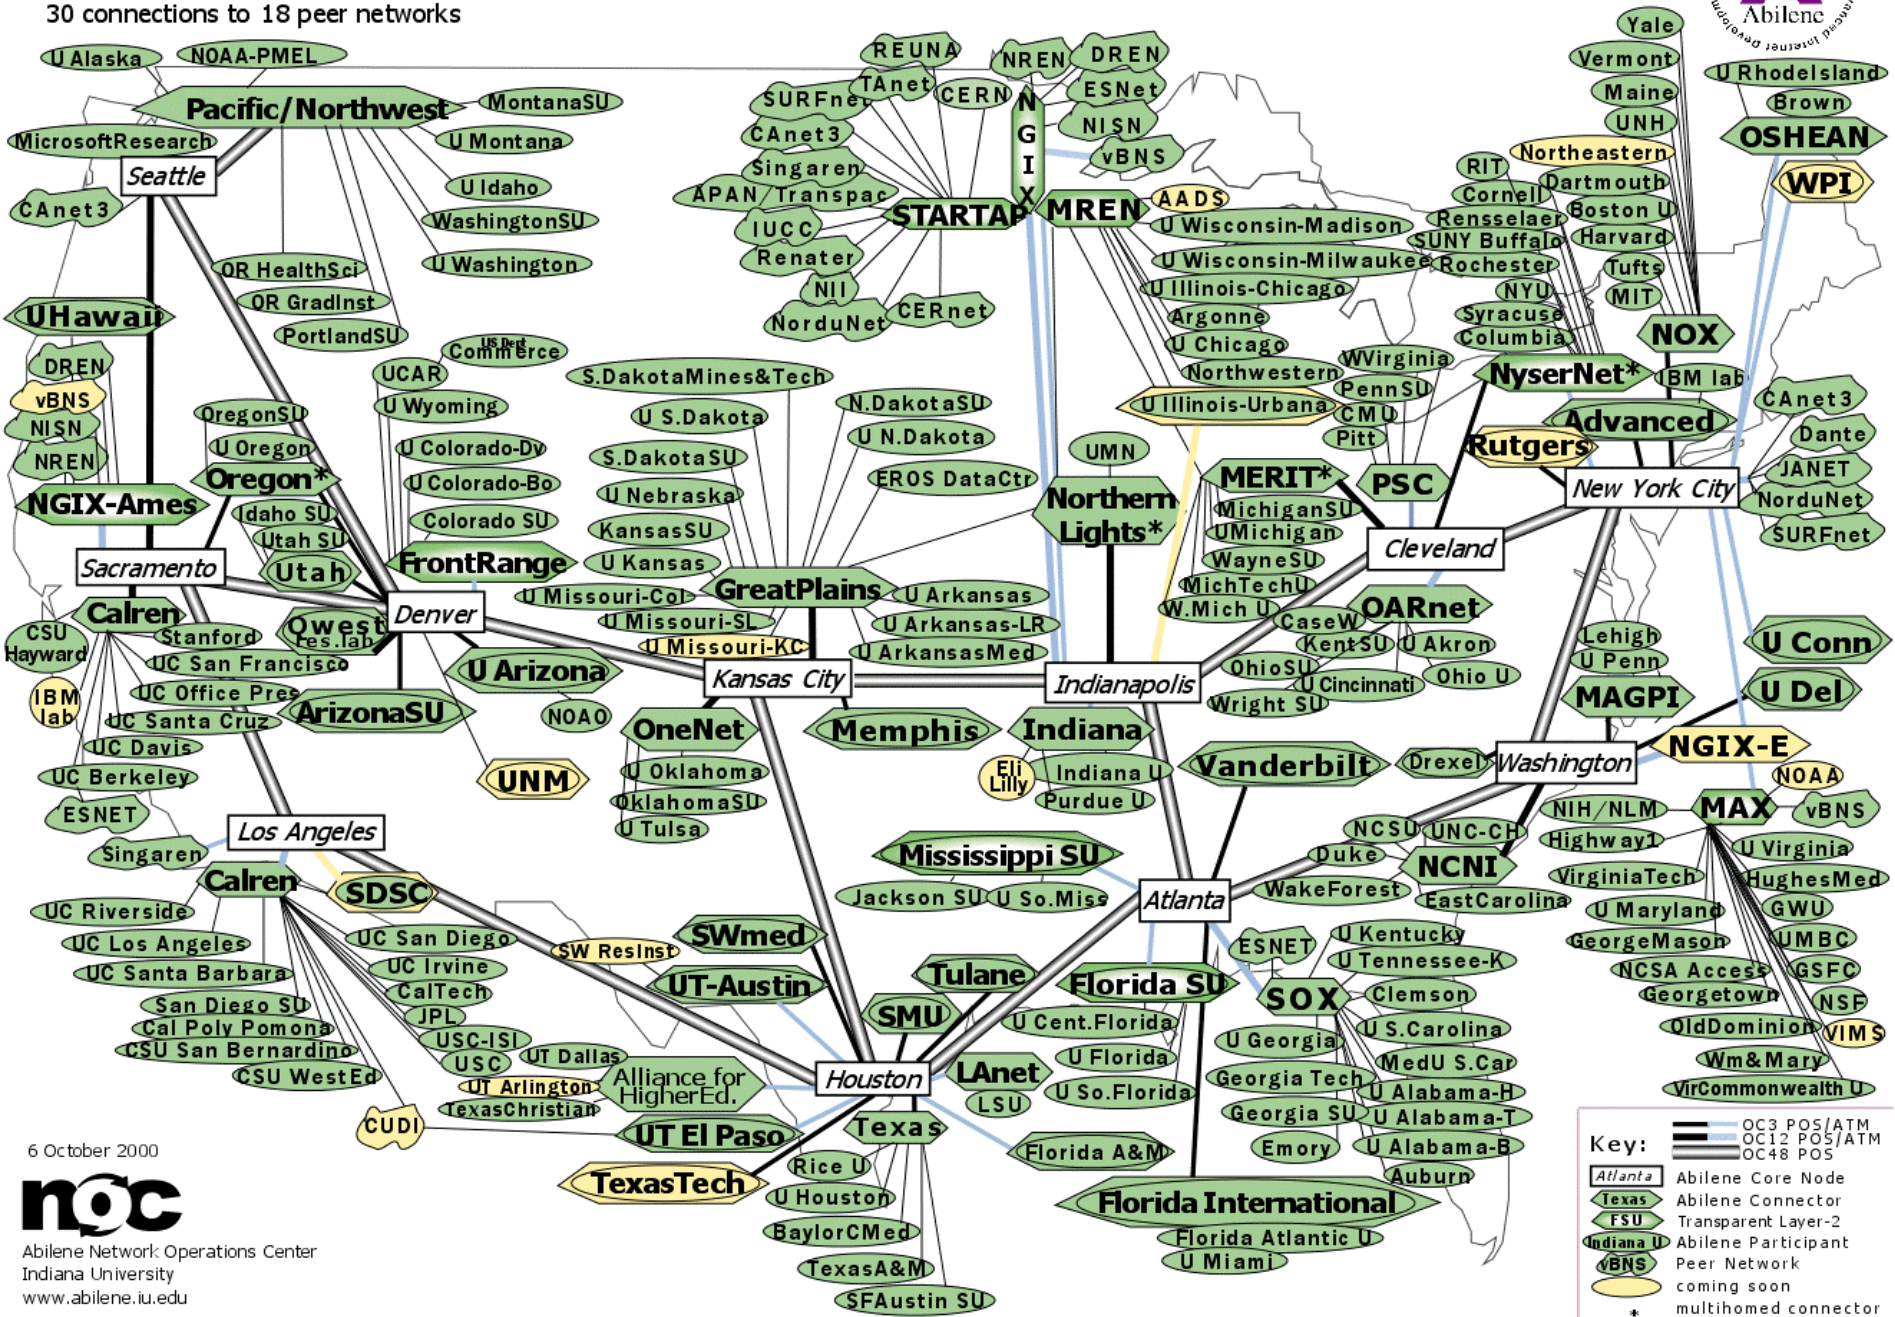 30 connections to 18 peer networks
Abilene
U Alaska
NOAA-PMEL
Pacific/Northwest
MontanaSU
MicrosoftResearch
U Montana
Seattle
U Idaho
CAnet3
WashingtonSU
U Washington
OR HealthSci
OR GradInst
PortlandSU
REUNA
TAnet
SURFnet
CERN
CAnet3
Singaren
APAN
Transpac
IUCC
Renater
NII
NorduNet
CERnet
STARTAP
NREN
DREN
ESNet
NISN
vBNS
NGIX
MREN
AADS
U Wisconsin-Madison
U Wisconsin-Milwaukee
U Illinois-Chicago
Argonne
U Chicago
Northwestern
U Illinois-Urbana
Yale
Vermont
Maine
UNH
Northeastern
Dartmouth
Boston U
Harvard
Tufts
MIT
NOX
U RhodeIsland
Brown
OSHEAN
WPI
RIT
Cornell
Rensselaer
SUNY Buffalo
Rochester
NYU
Syracuse
Columbia
NyserNet*
IBM lab
Advanced
Rutgers
New York City
CAnet3
Dante
JANET
NorduNet
SURFnet
WVirginia
PennSU
CMU
Pitt
PSC
Cleveland
UHawaii
DREN
vBNS
NISN
NREN
NGIX-Ames
Sacramento
OregonSU
U Oregon
Oregon*
Idaho SU
Utah SU
Utah
US Dept
Commerce
UCAR
U Wyoming
U Colorado-Dv
U Colorado-Bo
Colorado SU
FrontRange
Denver
Qwest
res.lab
U Arizona
NOAO
ArizonaSU
UNM
S.DakotaMines&Tech
U S.Dakota
S.DakotaSU
U Nebraska
KansasSU
U Kansas
U Missouri-Col
U Missouri-SL
U Missouri-KC
N.DakotaSU
U N.Dakota
EROS DataCtr
GreatPlains
U Arkansas
U Arkansas-LR
U ArkansasMed
Kansas City
OneNet
U Oklahoma
OklahomaSU
U Tulsa
Memphis
UMN
Northern
Lights*
Indianapolis
Indiana
Eli
Lilly
Indiana U
Purdue U
MERIT*
MichiganSU
UMichigan
WayneSU
MichTechU
W.Mich U
OARnet
CaseW
KentSU
U Akron
OhioSU
U Cincinnati
Ohio U
Wright SU
Calren
CSU
Hayward
IBM
lab
Stanford
UC San Francisco
UC Office Pres
UC Santa Cruz
UC Davis
UC Berkeley
ESNET
Singaren
Los Angeles
Calren
SDSC
UC Riverside
UC Los Angeles
UC Santa Barbara
San Diego SU
Cal Poly Pomona
CSU San Bernardino
CSU WestEd
UC San Diego
UC Irvine
CalTech
JPL
USC-ISI
USC
CUDI
Lehigh
U Penn
MAGPI
U Conn
U Del
NGIX-E
Drexel
Washington
NOAA
MAX
vBNS
NIH/NLM
Highway1
VirginiaTech
U Maryland
GeorgeMason
NCSA Access
Georgetown
OldDominion
Wm&Mary
VirCommonwealth U
U Virginia
HughesMed
GWU
UMBC
GSFC
NSF
VIMS
Vanderbilt
NCSU
UNC-CH
Duke
NCNI
WakeForest
EastCarolina
Mississippi SU
Jackson SU
U So.Miss
Atlanta
SW ResInst
SWmed
UT-Austin
Tulane
SMU
Houston
LAnet
LSU
UT Dallas
UT Arlington
TexasChristian
Alliance for
HigherEd.
UT El Paso
TexasTech
Texas
Rice U
U Houston
BaylorCMed
TexasA&M
SFAustin SU
Florida A&M
Florida SU
U Cent.Florida
U Florida
U So.Florida
ESNET
SOX
U Kentucky
U Tennessee-K
Clemson
U S.Carolina
MedU S.Car
U Alabama-H
U Alabama-T
U Alabama-B
Auburn
U Georgia
Georgia Tech
Georgia SU
Emory
Florida International
Florida Atlantic U
U Miami
6 October 2000
noc
Abilene Network Operations Center
Indiana University
www.abilene.iu.edu
Key:
OC3 POS/ATM
OC12 POS/ATM
OC48 POS
Atlanta Abilene Core Node
Texas Abilene Connector
FSU Transparent Layer-2
Indiana U Abilene Participant
vBNS Peer Network
coming soon
* multihomed connector